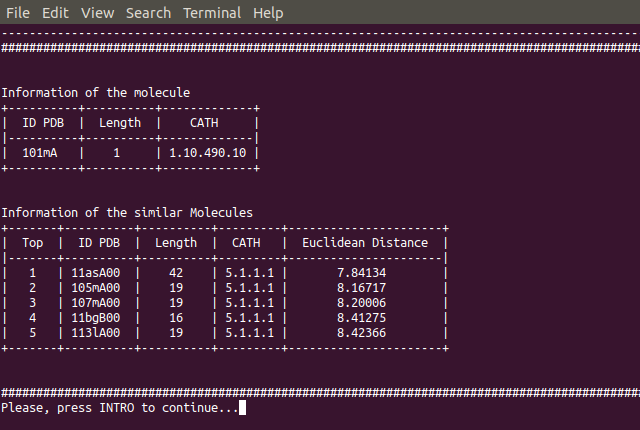 File Edit View Search Terminal Help
-------------------------------------------------------------------------------------------
###########################################################################################
Information of the molecule
+----------+----------+-------------+
|  ID PDB  |  Length  |    CATH     |
|----------+----------+-------------|
|  101mA   |    1     | 1.10.490.10 |
+----------+----------+-------------+
Information of the similar Molecules
+-------+----------+----------+---------+----------------------+
|  Top  |  ID PDB  |  Length  |  CATH   |  Euclidean Distance  |
|-------+----------+----------+---------+----------------------|
|   1   | 11asA00  |    42    | 5.1.1.1 |       7.84134        |
|   2   | 105mA00  |    19    | 5.1.1.1 |       8.16717        |
|   3   | 107mA00  |    19    | 5.1.1.1 |       8.20006        |
|   4   | 11bgB00  |    16    | 5.1.1.1 |       8.41275        |
|   5   | 113lA00  |    19    | 5.1.1.1 |       8.42366        |
+-------+----------+----------+---------+----------------------+
###########################################################################################
Please, press INTRO to continue...